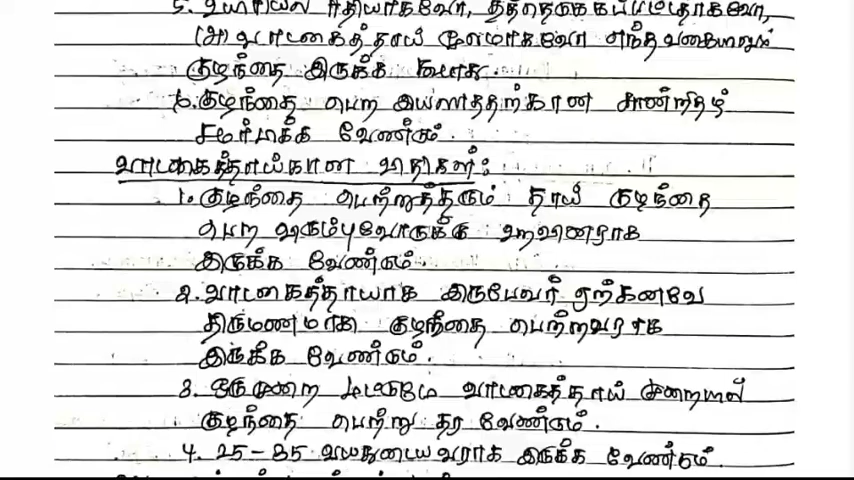 5. உயிரியல் ரீதியாகவோ, தத்தெடுக்கப்பட்டதாகவோ,
(அ) வாடகைத்தாய் மூலமாகவோ எந்த வகையிலும்
குழந்தை இருக்க கூடாது.
6. குழந்தை பெற இயலாததற்கான சான்றிதழ்
சமர்பிக்க வேண்டும்.
வாடகைத்தாய்கான விதிகள்:
1. குழந்தை பெற்றுத்தரும் தாய் குழந்தை
பெற விரும்புவோருக்கு உறவினராக
இருக்க வேண்டும்.
2. வாடகைத்தாயாக இருப்பவர் ஏற்கனவே
திருமணமாகி குழந்தை பெற்றவராக
இருக்க வேண்டும்.
3. ஒருமுறை மட்டுமே வாடகைத்தாய் முறையில்
குழந்தை பெற்று தர வேண்டும்.
4. 25-35 வயதுடையவராக இருக்க வேண்டும்.